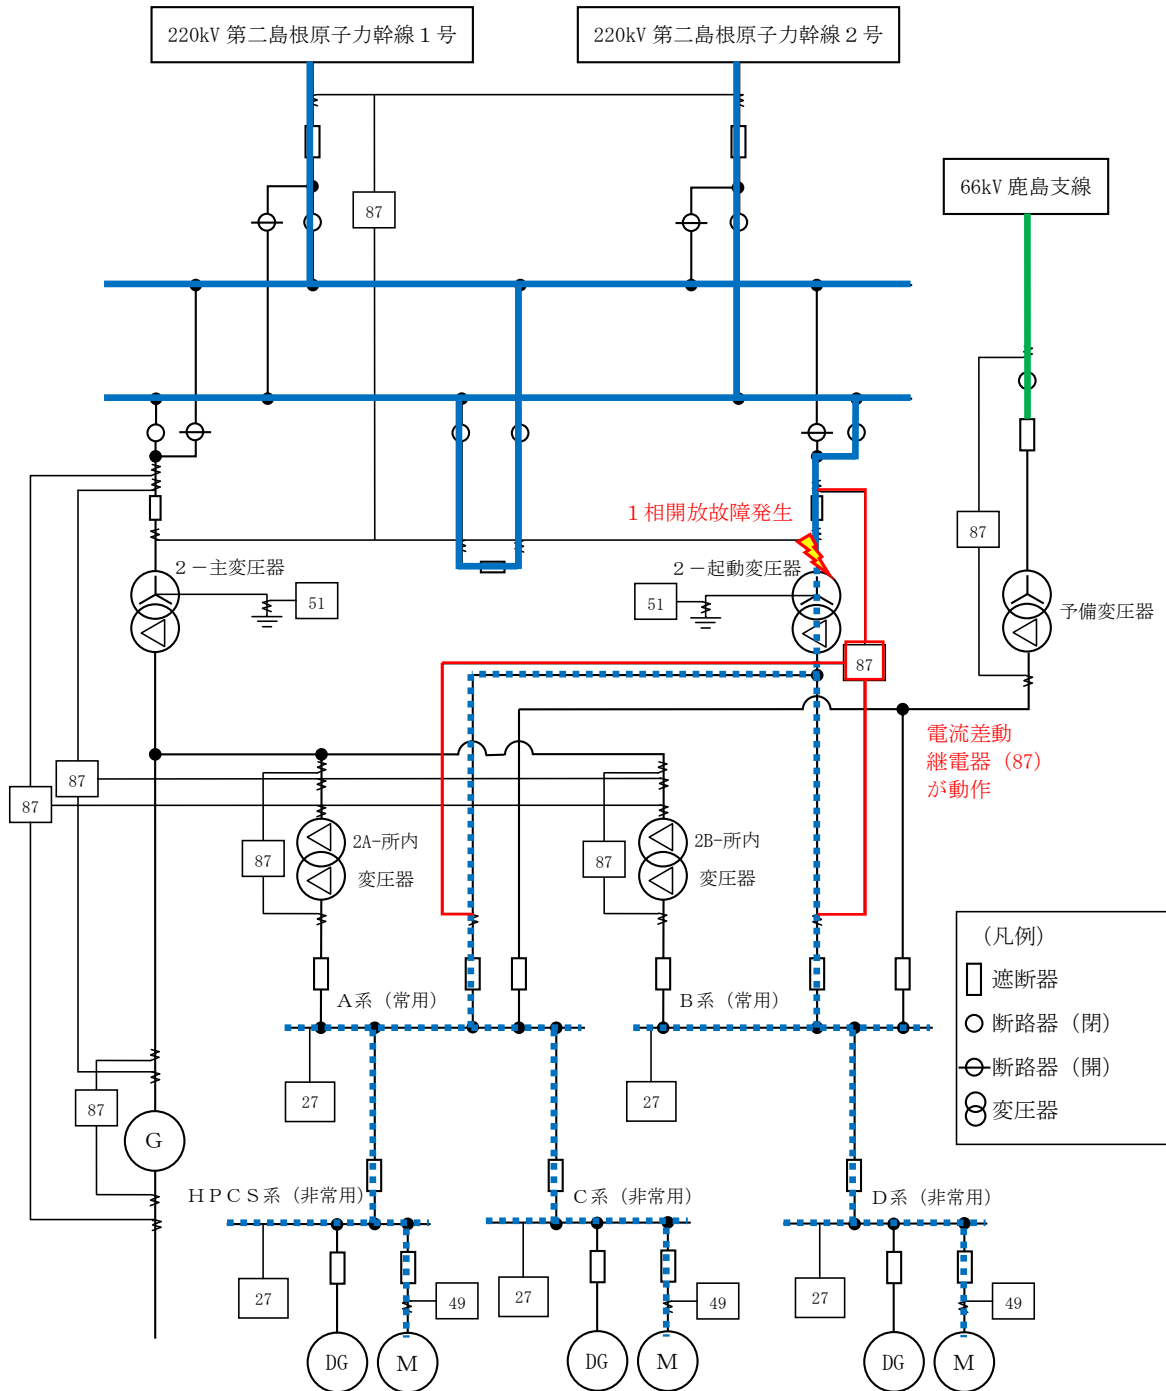 220kV 第二島根原子力幹線１号
220kV 第二島根原子力幹線２号
66kV 鹿島支線
87
１相開放故障発生
87
２－主変圧器
２－起動変圧器
51
51
予備変圧器
87
電流差動
継電器（87）
が動作
87
87
87
87
2A-所内
変圧器
2B-所内
変圧器
（凡例）
遮断器
断路器（閉）
断路器（開）
変圧器
Ａ系（常用）
Ｂ系（常用）
27
27
87
G
ＨＰＣＳ系（非常用）
Ｃ系（非常用）
Ｄ系（非常用）
27
49
27
49
27
49
DG
M
DG
M
DG
M